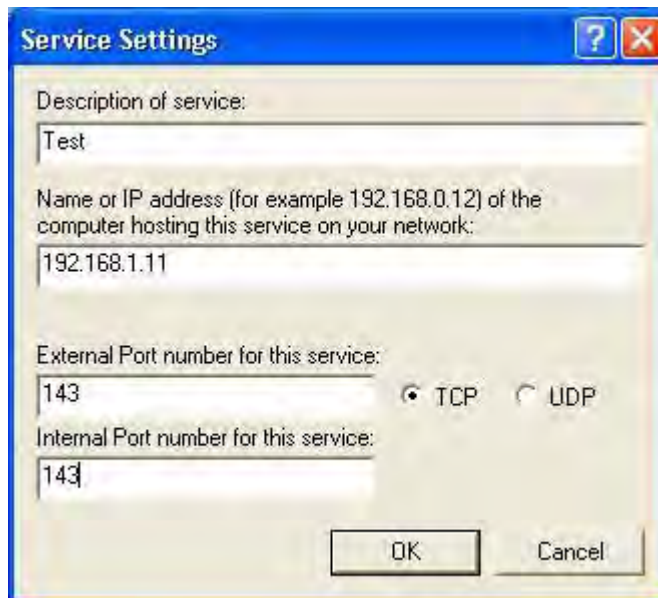 Service Settings
Description of service:
Test
Name or IP address (for example 192.168.0.12) of the
computer hosting this service on your network:
192.168.1.11
External Port number for this service:
143 TCP UDP
Internal Port number for this service:
143
OK Cancel